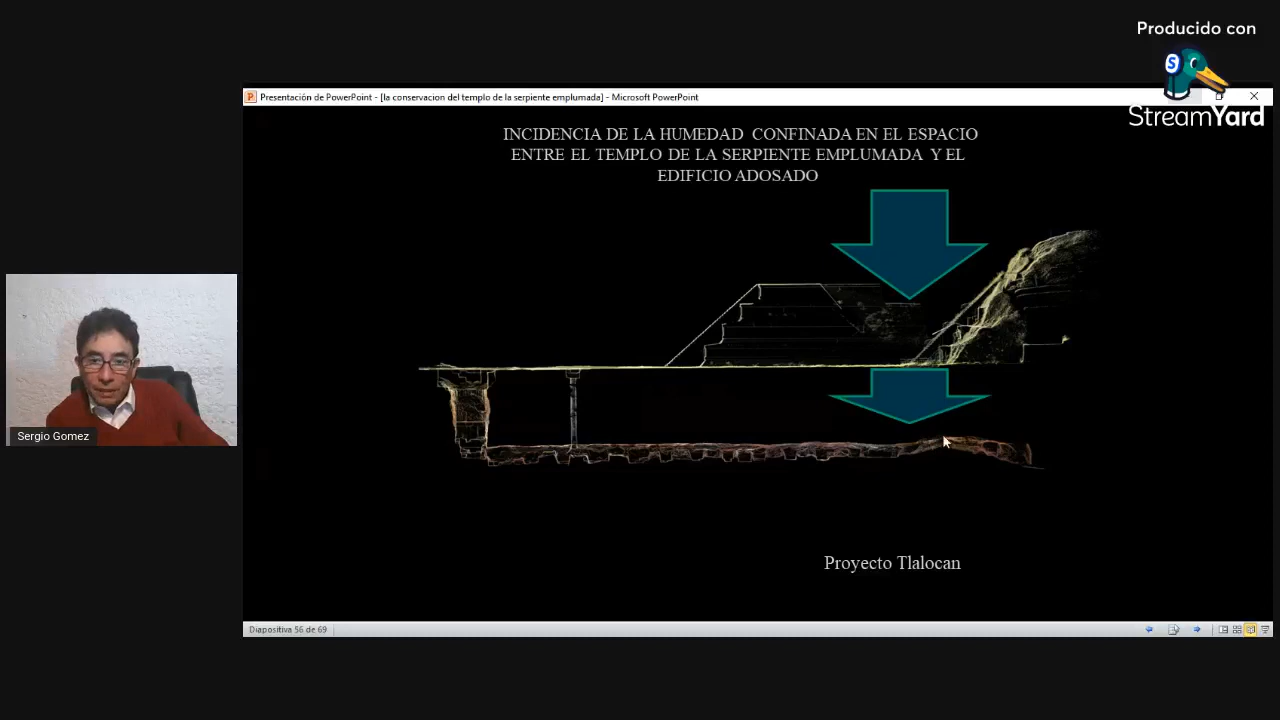 Producido con
StreamYard
Presentación de PowerPoint - [la conservacion del templo de la serpiente emplumada] - Microsoft PowerPoint
INCIDENCIA DE LA HUMEDAD CONFINADA EN EL ESPACIO
ENTRE EL TEMPLO DE LA SERPIENTE EMPLUMADA Y EL
EDIFICIO ADOSADO
Sergio Gomez
Proyecto Tlalocan
Diapositiva 56 de 69